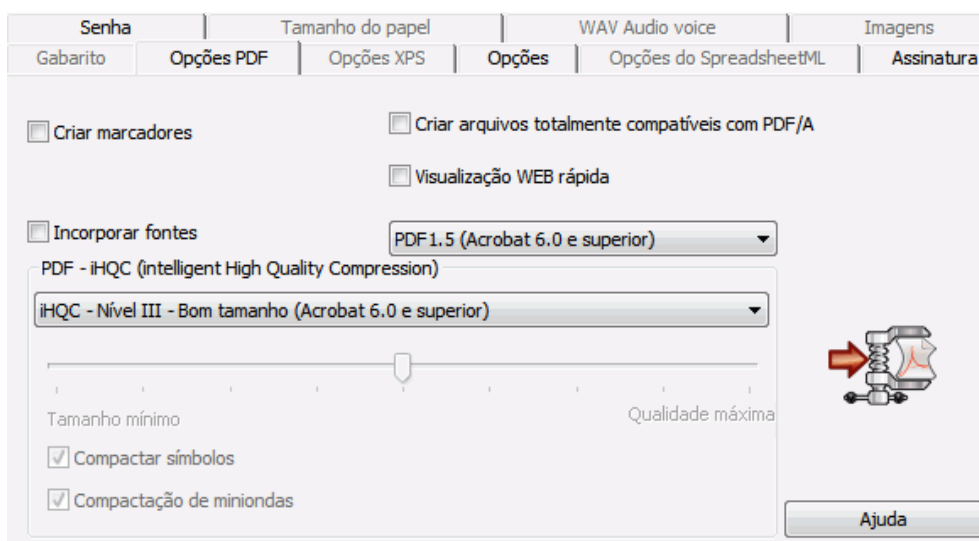 Senha Tamanho do papel WAV Audio voice Imagens
Gabarito Opções PDF Opções XPS Opções Opções do SpreadsheetML Assinatura
Criar marcadores Criar arquivos totalmente compatíveis com PDF/A
Visualização WEB rápida
Incorporar fontes PDF1.5 (Acrobat 6.0 e superior)
PDF - iHQC (intelligent High Quality Compression)
iHQC - Nível III - Bom tamanho (Acrobat 6.0 e superior)
Tamanho mínimo Qualidade máxima
Compactar símbolos
Compactação de miniondas
Ajuda